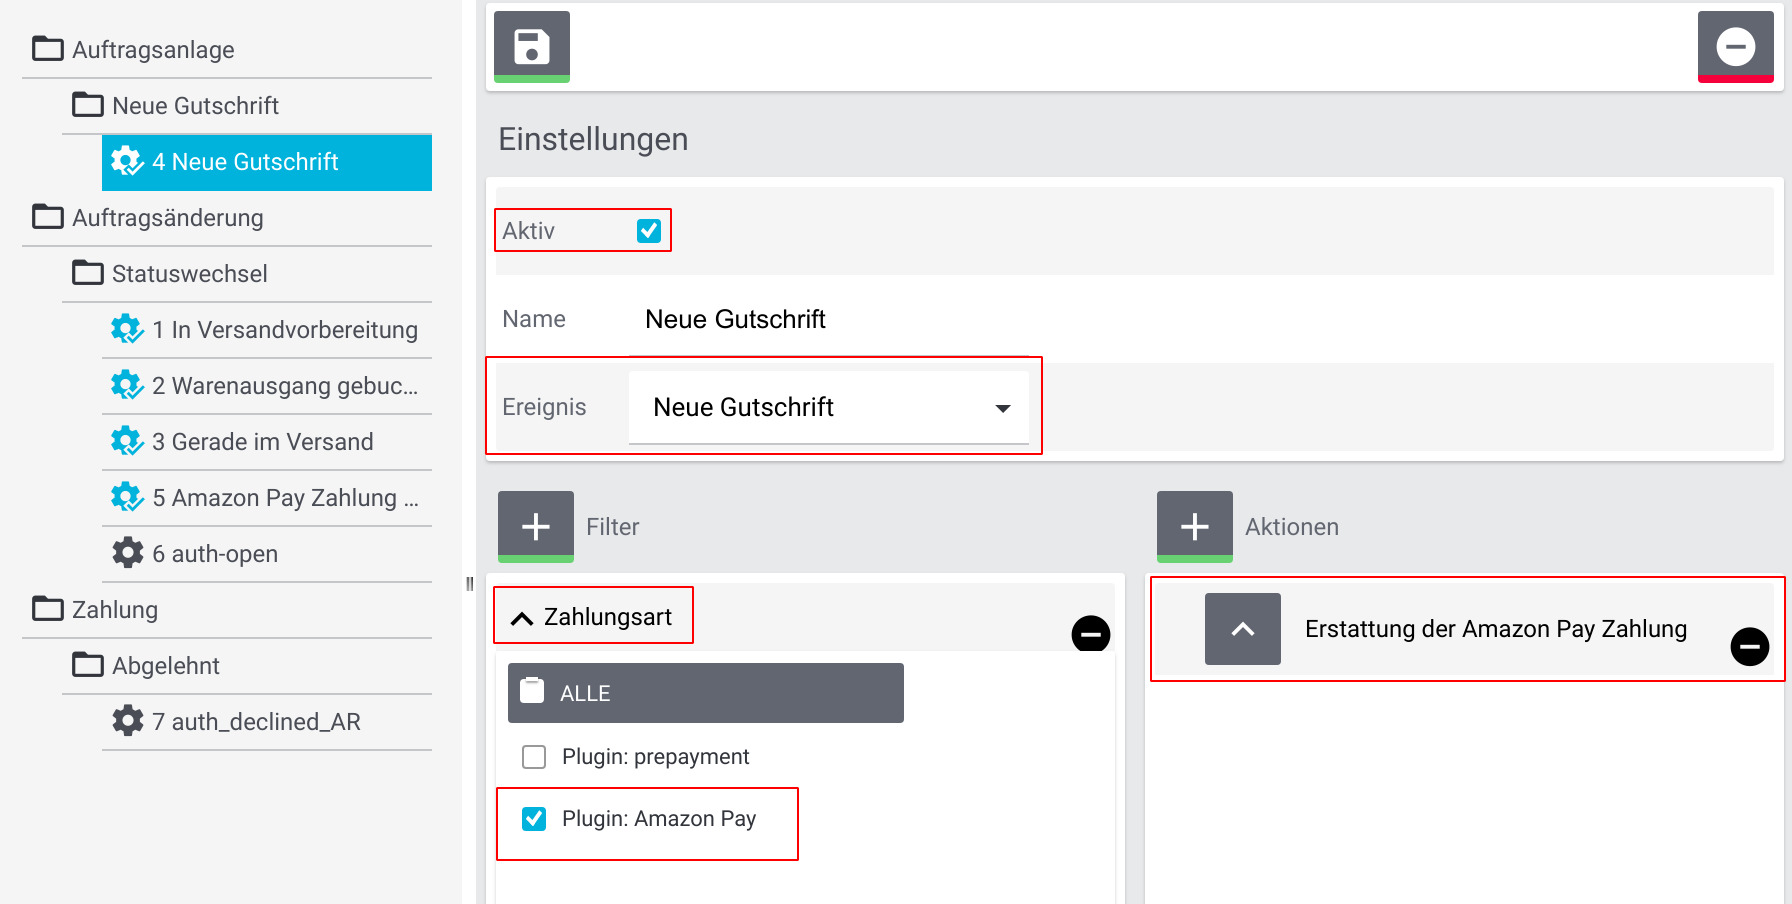 Auftragsanlage
Neue Gutschrift
4 Neue Gutschrift
Auftragsänderung
Statuswechsel
1 In Versandvorbereitung
2 Warenausgang gebuc...
3 Gerade im Versand
5 Amazon Pay Zahlung ...
6 auth-open
Zahlung
Abgelehnt
7 auth_declined_AR
Einstellungen
Aktiv
Name Neue Gutschrift
Ereignis Neue Gutschrift
Filter
Zahlungsart
ALLE
Plugin: prepayment
Plugin: Amazon Pay
Aktionen
Erstattung der Amazon Pay Zahlung